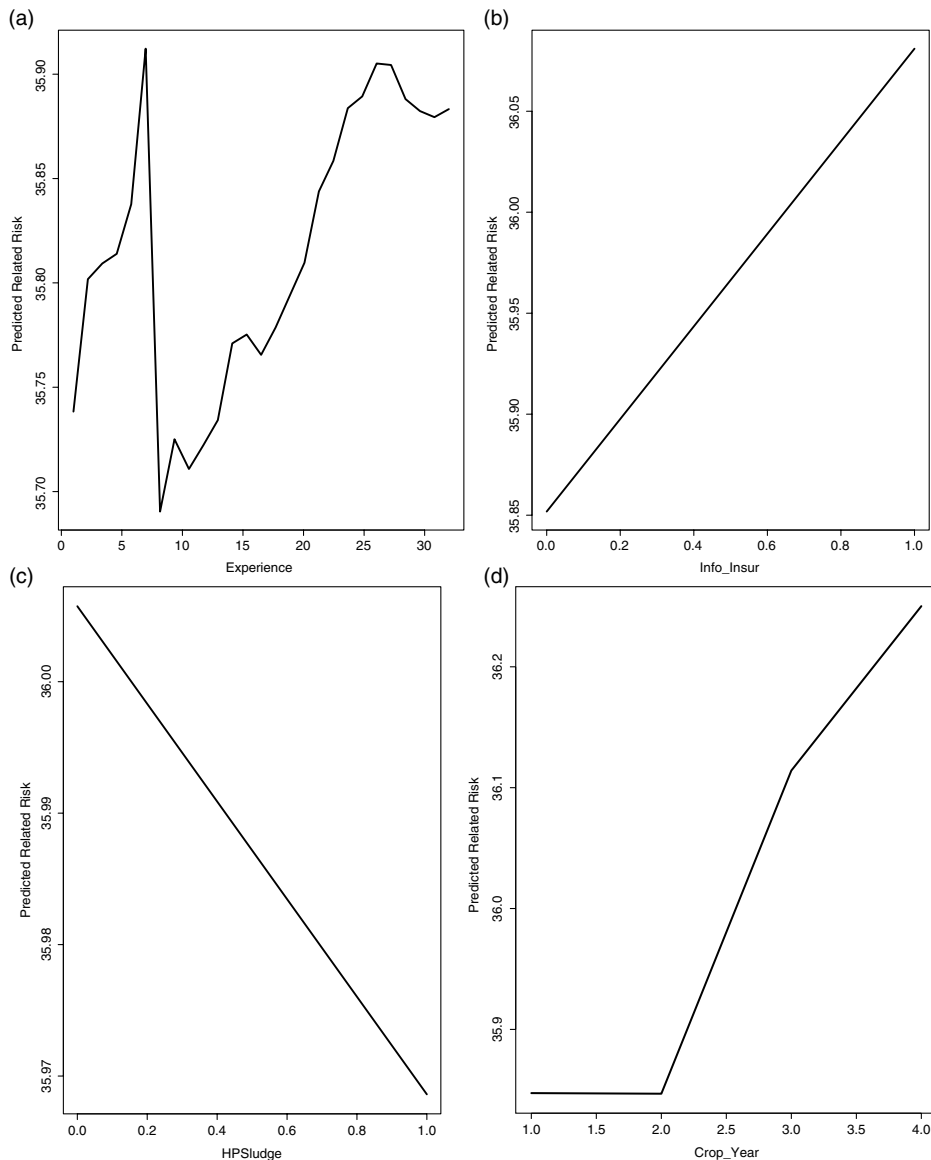 (a)
Predicted Related Risk
35.90
35.85
35.80
35.75
35.70
0 5 10 15 20 25 30
Experience
(b)
Predicted Related Risk
36.05
36.00
35.95
35.90
35.85
0.0 0.2 0.4 0.6 0.8 1.0
Info_Insur
(c)
Predicted Related Risk
36.00
35.99
35.98
35.97
0.0 0.2 0.4 0.6 0.8 1.0
HPSludge
(d)
Predicted Related Risk
36.2
36.1
36.0
35.9
1.0 1.5 2.0 2.5 3.0 3.5 4.0
Crop_Year